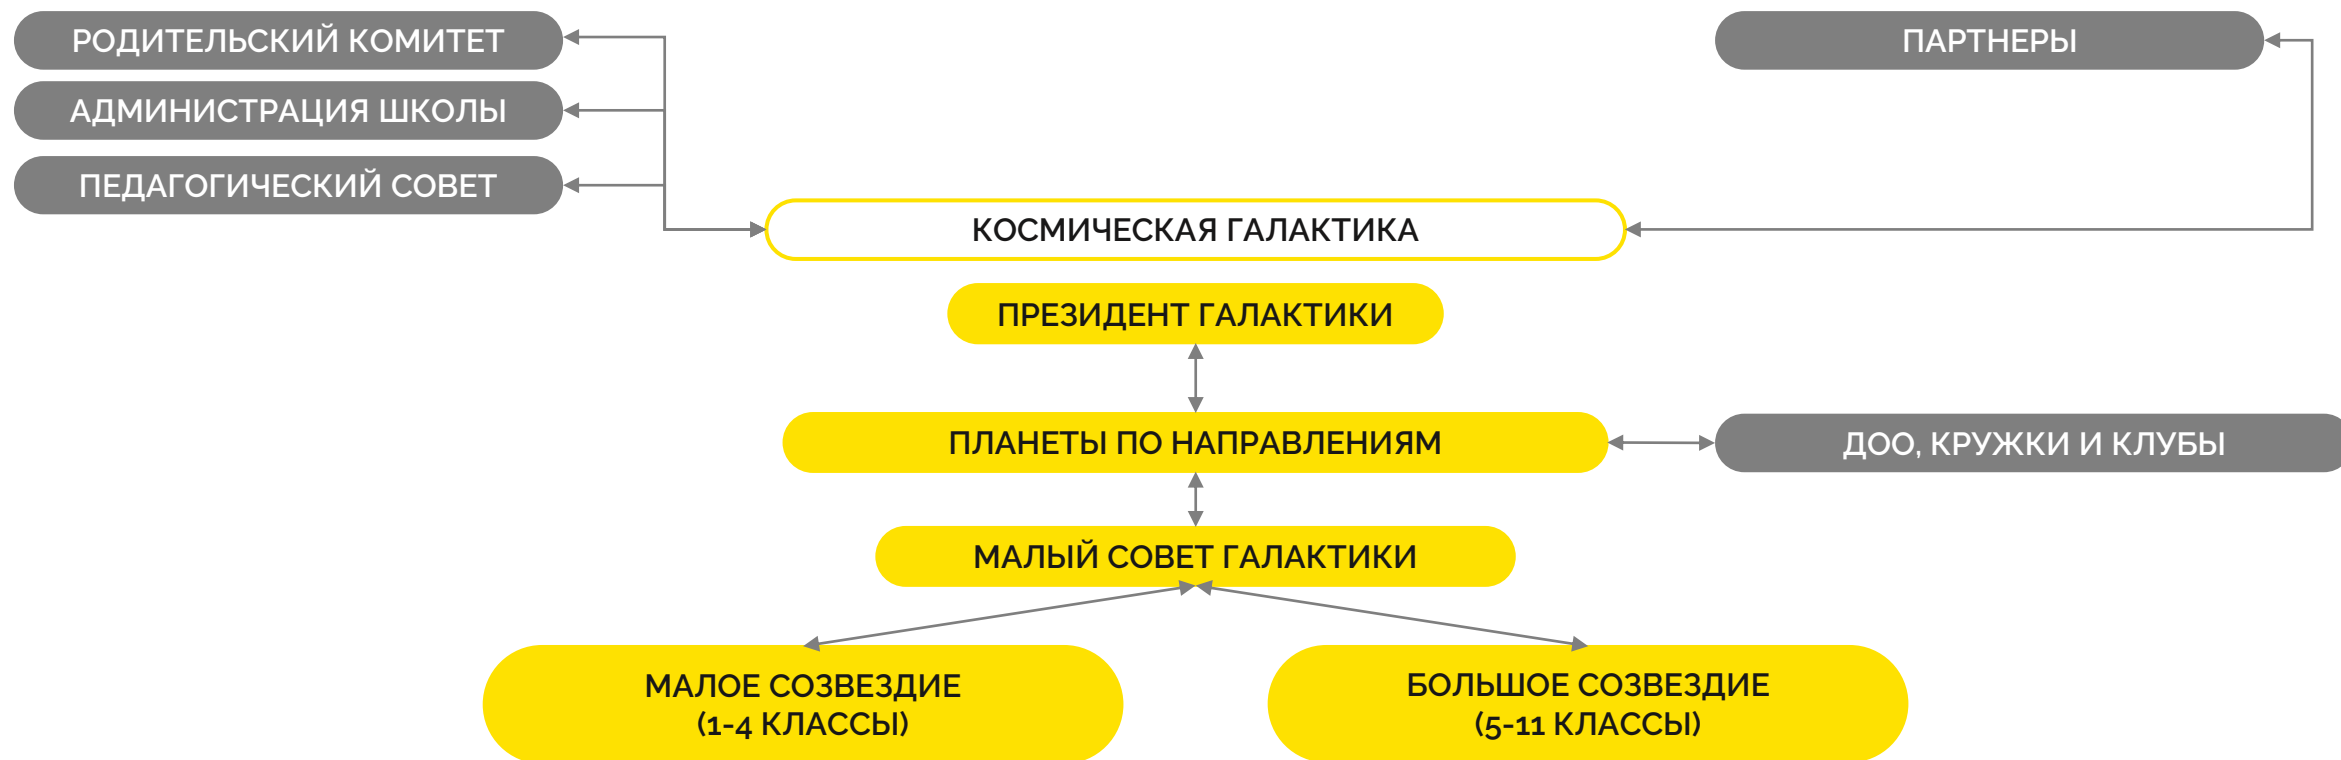 РОДИТЕЛЬСКИЙ КОМИТЕТ
ПАРТНЕРЫ
АДМИНИСТРАЦИЯ ШКОЛЫ
ПЕДАГОГИЧЕСКИЙ СОВЕТ
КОСМИЧЕСКАЯ ГАЛАКТИКА
ПРЕЗИДЕНТ ГАЛАКТИКИ
ПЛАНЕТЫ ПО НАПРАВЛЕНИЯМ
ДОО, КРУЖКИ И КЛУБЫ
МАЛЫЙ СОВЕТ ГАЛАКТИКИ
МАЛОЕ СОЗВЕЗДИЕ
(1-4 КЛАССЫ)
БОЛЬШОЕ СОЗВЕЗДИЕ
(5-11 КЛАССЫ)